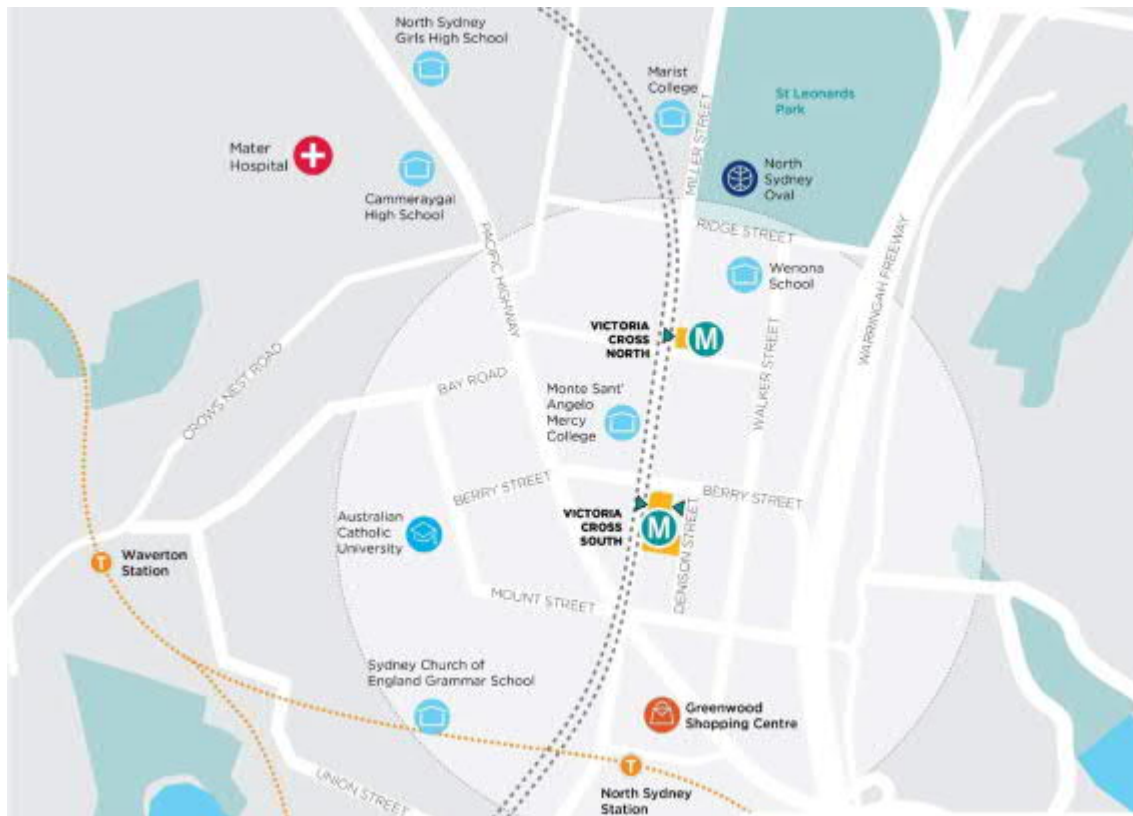 North Sydney
Girls High School
Marist
College
St Leonards
Park
MILLER STREET
Mater
Hospital
Cammeraygal
High School
North
Sydney
Oval
RIDGE STREET
PACIFIC HIGHWAY
WARRINGAH FREEWAY
Wenona
School
VICTORIA
CROSS
NORTH
M
WALKER STREET
CROWS NEST ROAD
BAY ROAD
Monte Sant'
Angelo
Mercy
College
BERRY STREET
BERRY STREET
Australian
Catholic
University
VICTORIA
CROSS
SOUTH
M
DENISON STREET
T
Waverton
Station
MOUNT STREET
Sydney Church of
England Grammar School
Greenwood
Shopping Centre
UNION STREET
T
North Sydney
Station